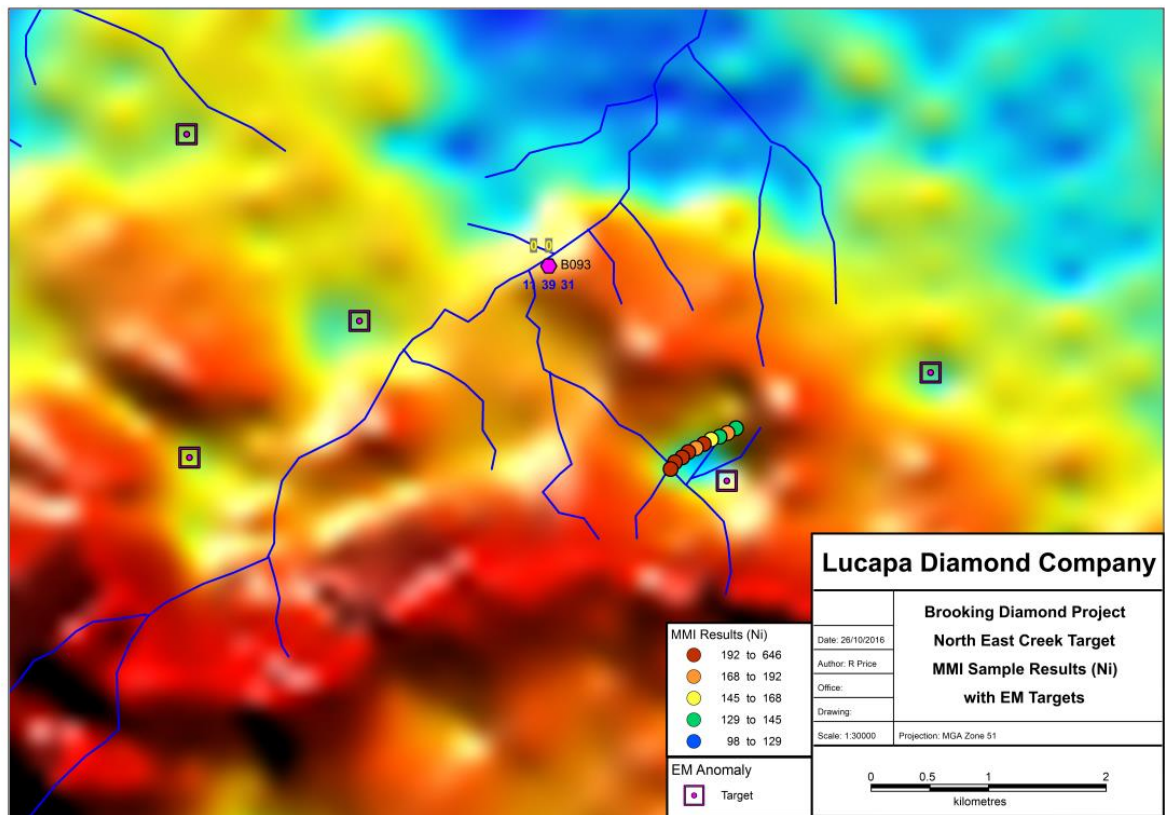 0 0
B093
11 39 31
Lucapa Diamond Company
Brooking Diamond Project
North East Creek Target
MMI Sample Results (Ni)
with EM Targets
Date: 26/10/2016
Author: R Price
Office:
Drawing:
Scale: 1:30000
Projection: MGA Zone 51
MMI Results (Ni)
192 to 646
168 to 192
145 to 168
129 to 145
98 to 129
EM Anomaly
Target
0 0.5 1 2
kilometres